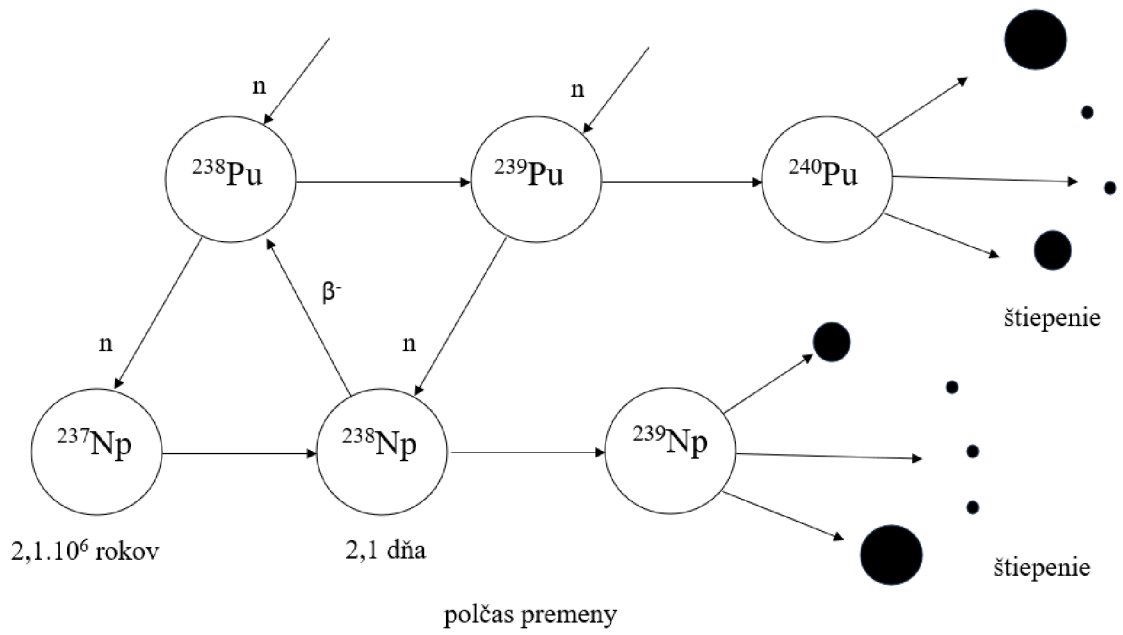 n
n
²³⁸Pu
²³⁹Pu
²⁴⁰Pu
β⁻
štiepenie
n
n
²³⁷Np
²³⁸Np
²³⁹Np
2,1.10⁶ rokov
2,1 dňa
štiepenie
polčas premeny